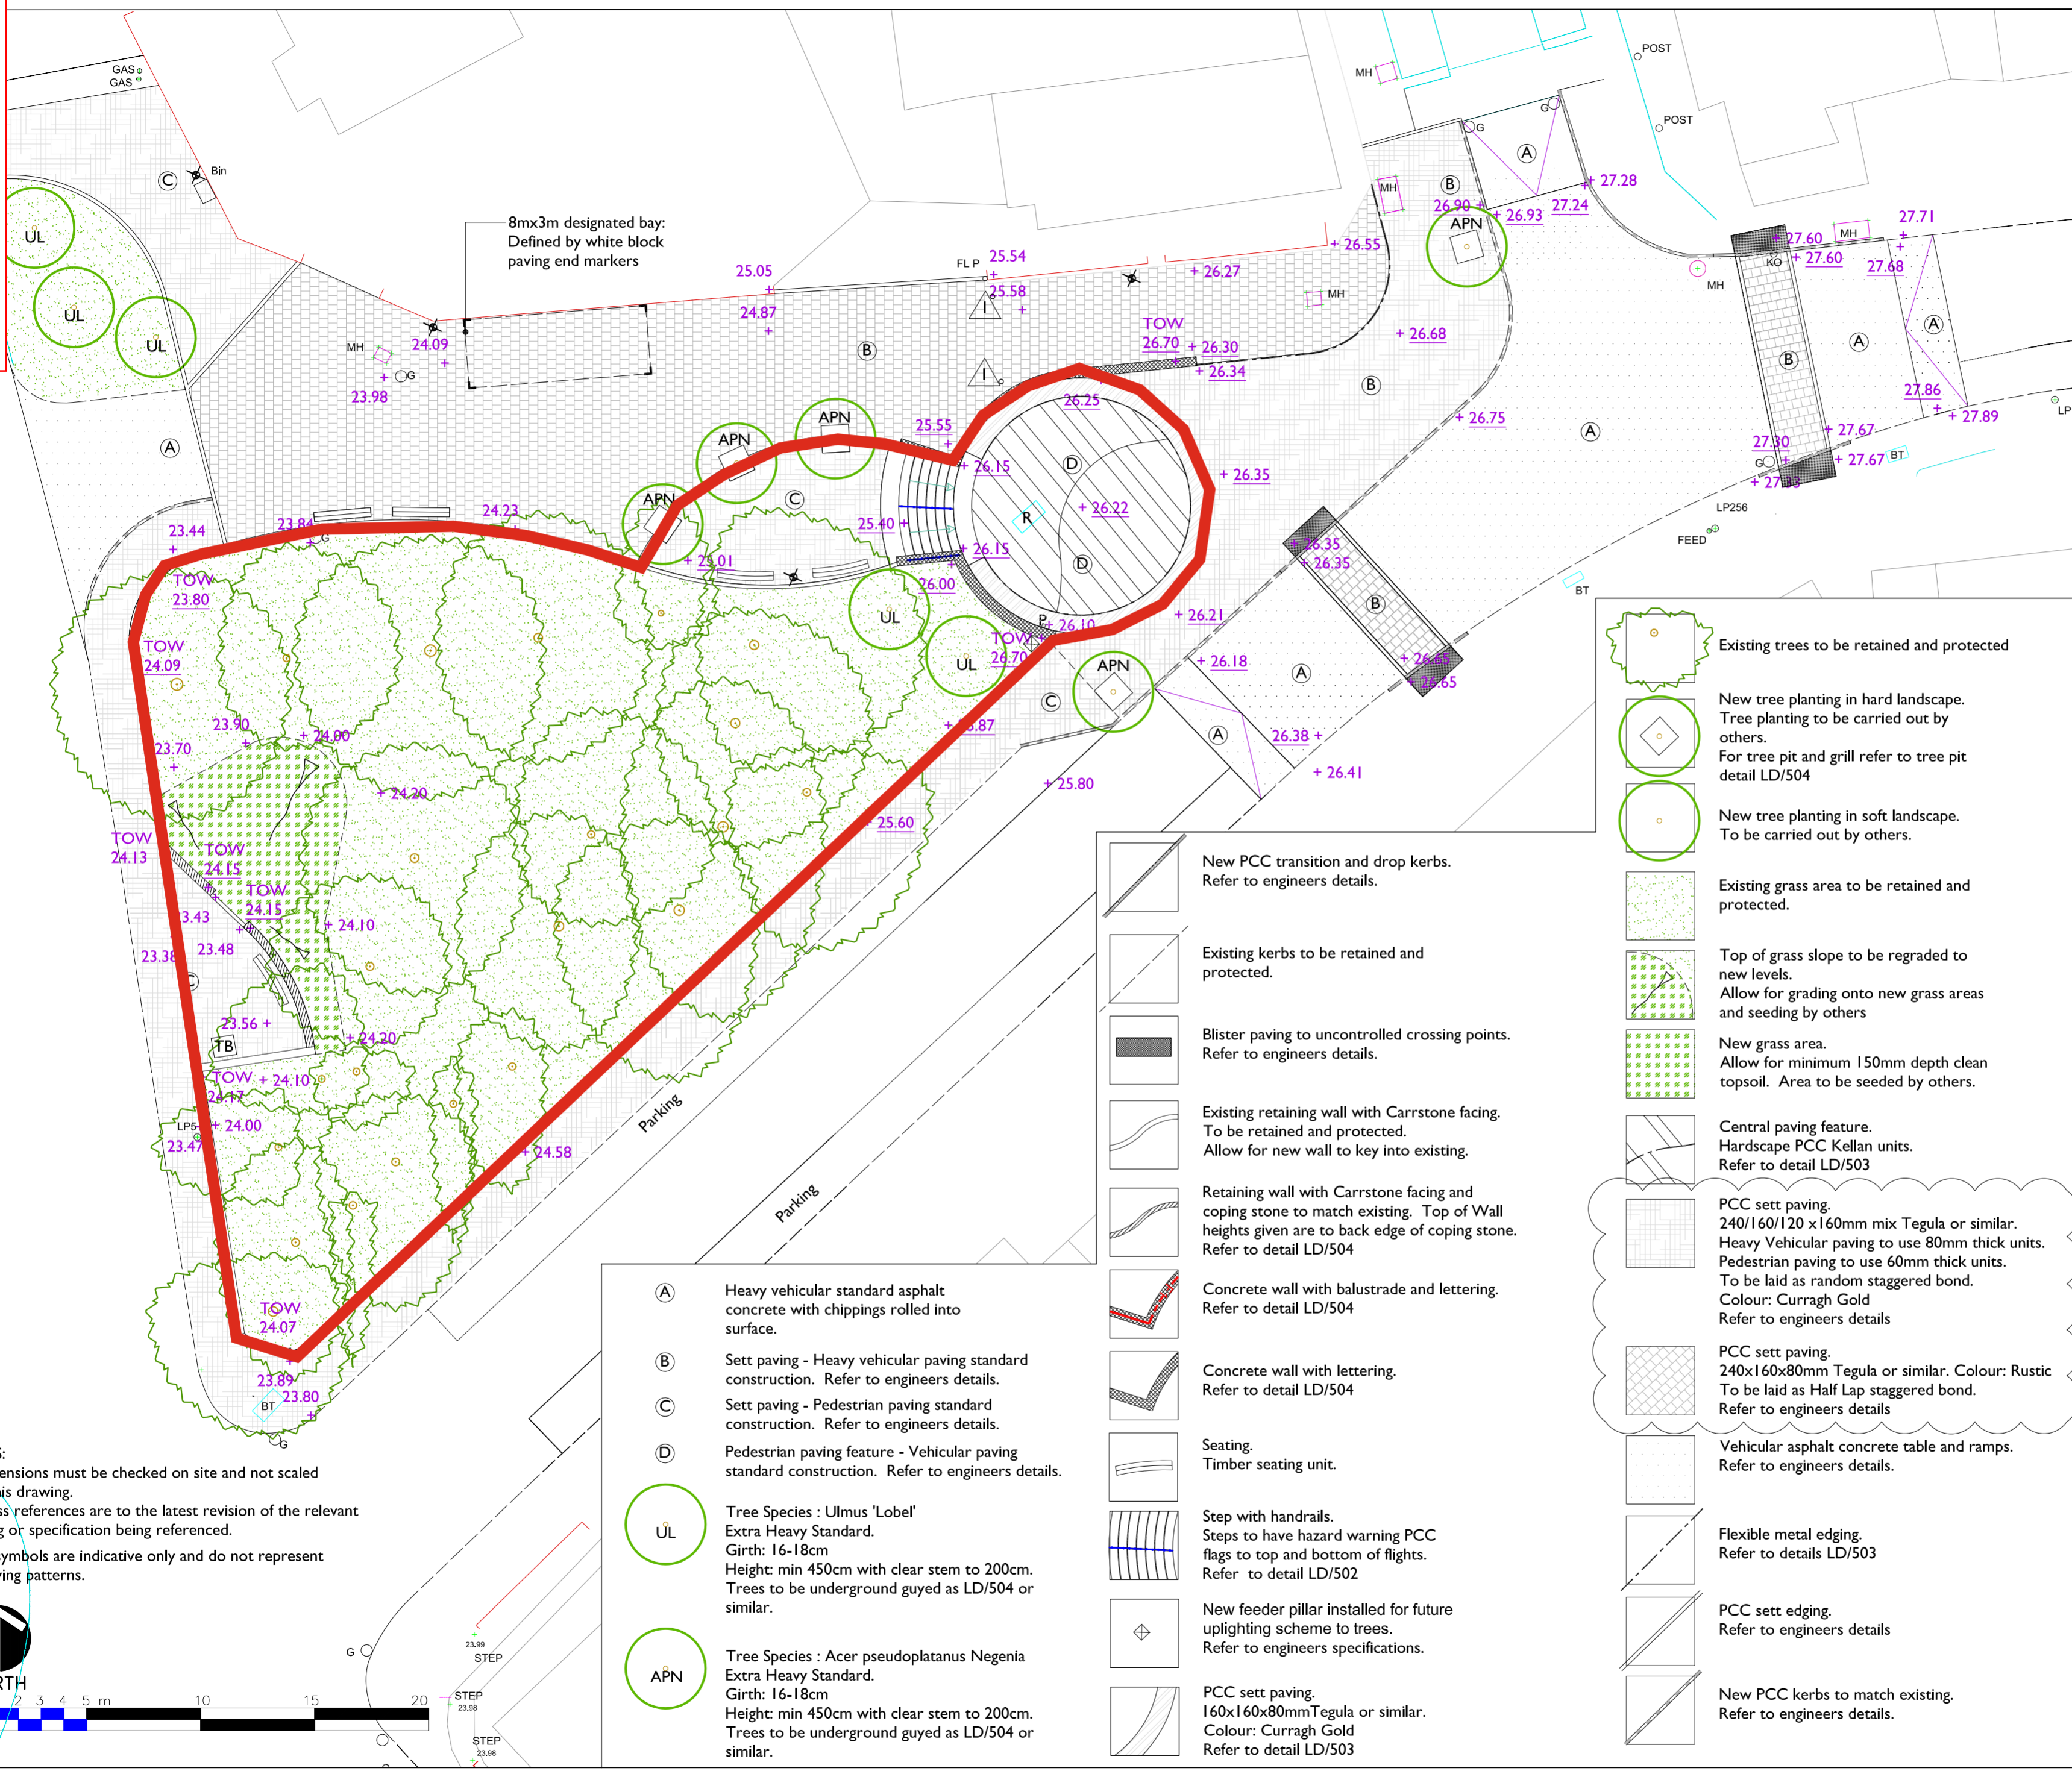 GAS
GAS
Bin
C
UL
UL
UL
A
8mx3m designated bay:
Defined by white block
paving end markers
MH
24.09
G
23.98
25.05
24.87
FL P
25.54
25.58
I
I
B
26.27
26.55
MH
MH
MH
B
G
G
A
27.28
26.90
26.93
27.24
APN
POST
POST
TOW
26.70
26.30
26.34
26.68
B
26.75
MH
27.60
KO
27.60
MH
27.71
27.68
A
A
B
27.86
27.89
LP
27.30
G
27.67
27.67
BT
27.33
A
LP256
FEED
BT
APN
APN
APN
C
25.55
26.25
26.15
D
R
26.22
D
26.35
25.40
26.15
26.00
25.01
23.44
23.84
G
24.23
TOW
23.80
TOW
24.09
UL
UL
P
26.10
TOW
26.70
26.21
26.18
26.35
26.35
B
26.65
26.65
A
APN
C
A
26.38
26.41
25.80
25.60
23.90
24.00
23.70
24.20
TOW
24.13
TOW
24.15
TOW
24.15
24.10
23.48
23.38
23.56
TB
24.20
TOW
24.17
24.10
LP5
24.00
23.47
24.58
Parking
Parking
TOW
24.07
23.89
23.80
BT
G
New PCC transition and drop kerbs.
Refer to engineers details.
Existing kerbs to be retained and
protected.
Blister paving to uncontrolled crossing points.
Refer to engineers details.
Existing retaining wall with Carrstone facing.
To be retained and protected.
Allow for new wall to key into existing.
Retaining wall with Carrstone facing and
coping stone to match existing. Top of Wall
heights given are to back edge of coping stone.
Refer to detail LD/504
Concrete wall with balustrade and lettering.
Refer to detail LD/504
Concrete wall with lettering.
Refer to detail LD/504
Seating.
Timber seating unit.
Step with handrails.
Steps to have hazard warning PCC
flags to top and bottom of flights.
Refer to detail LD/502
New feeder pillar installed for future
uplighting scheme to trees.
Refer to engineers specifications.
PCC sett paving.
160x160x80mmTegula or similar.
Colour: Curragh Gold
Refer to detail LD/503
Existing trees to be retained and protected
New tree planting in hard landscape.
Tree planting to be carried out by
others.
For tree pit and grill refer to tree pit
detail LD/504
New tree planting in soft landscape.
To be carried out by others.
Existing grass area to be retained and
protected.
Top of grass slope to be regraded to
new levels.
Allow for grading onto new grass areas
and seeding by others
New grass area.
Allow for minimum 150mm depth clean
topsoil. Area to be seeded by others.
Central paving feature.
Hardscape PCC Kellan units.
Refer to detail LD/503
PCC sett paving.
240/160/120 x160mm mix Tegula or similar.
Heavy Vehicular paving to use 80mm thick units.
Pedestrian paving to use 60mm thick units.
To be laid as random staggered bond.
Colour: Curragh Gold
Refer to engineers details
PCC sett paving.
240x160x80mm Tegula or similar. Colour: Rustic
To be laid as Half Lap staggered bond.
Refer to engineers details
Vehicular asphalt concrete table and ramps.
Refer to engineers details.
Flexible metal edging.
Refer to details LD/503
PCC sett edging.
Refer to engineers details
New PCC kerbs to match existing.
Refer to engineers details.
A
Heavy vehicular standard asphalt
concrete with chippings rolled into
surface.
B
Sett paving - Heavy vehicular paving standard
construction. Refer to engineers details.
C
Sett paving - Pedestrian paving standard
construction. Refer to engineers details.
D
Pedestrian paving feature - Vehicular paving
standard construction. Refer to engineers details.
UL
Tree Species : Ulmus 'Lobel'
Extra Heavy Standard.
Girth: 16-18cm
Height: min 450cm with clear stem to 200cm.
Trees to be underground guyed as LD/504 or
similar.
APN
Tree Species : Acer pseudoplatanus Negenia
Extra Heavy Standard.
Girth: 16-18cm
Height: min 450cm with clear stem to 200cm.
Trees to be underground guyed as LD/504 or
similar.
must be checked on site and not scaled
drawing.
references are to the latest revision of the relevant
or specification being referenced.
symbols are indicative only and do not represent
patterns.
2 3 4 5 m 10 15 20
G
23.99
STEP
STEP
23.98
STEP
23.98